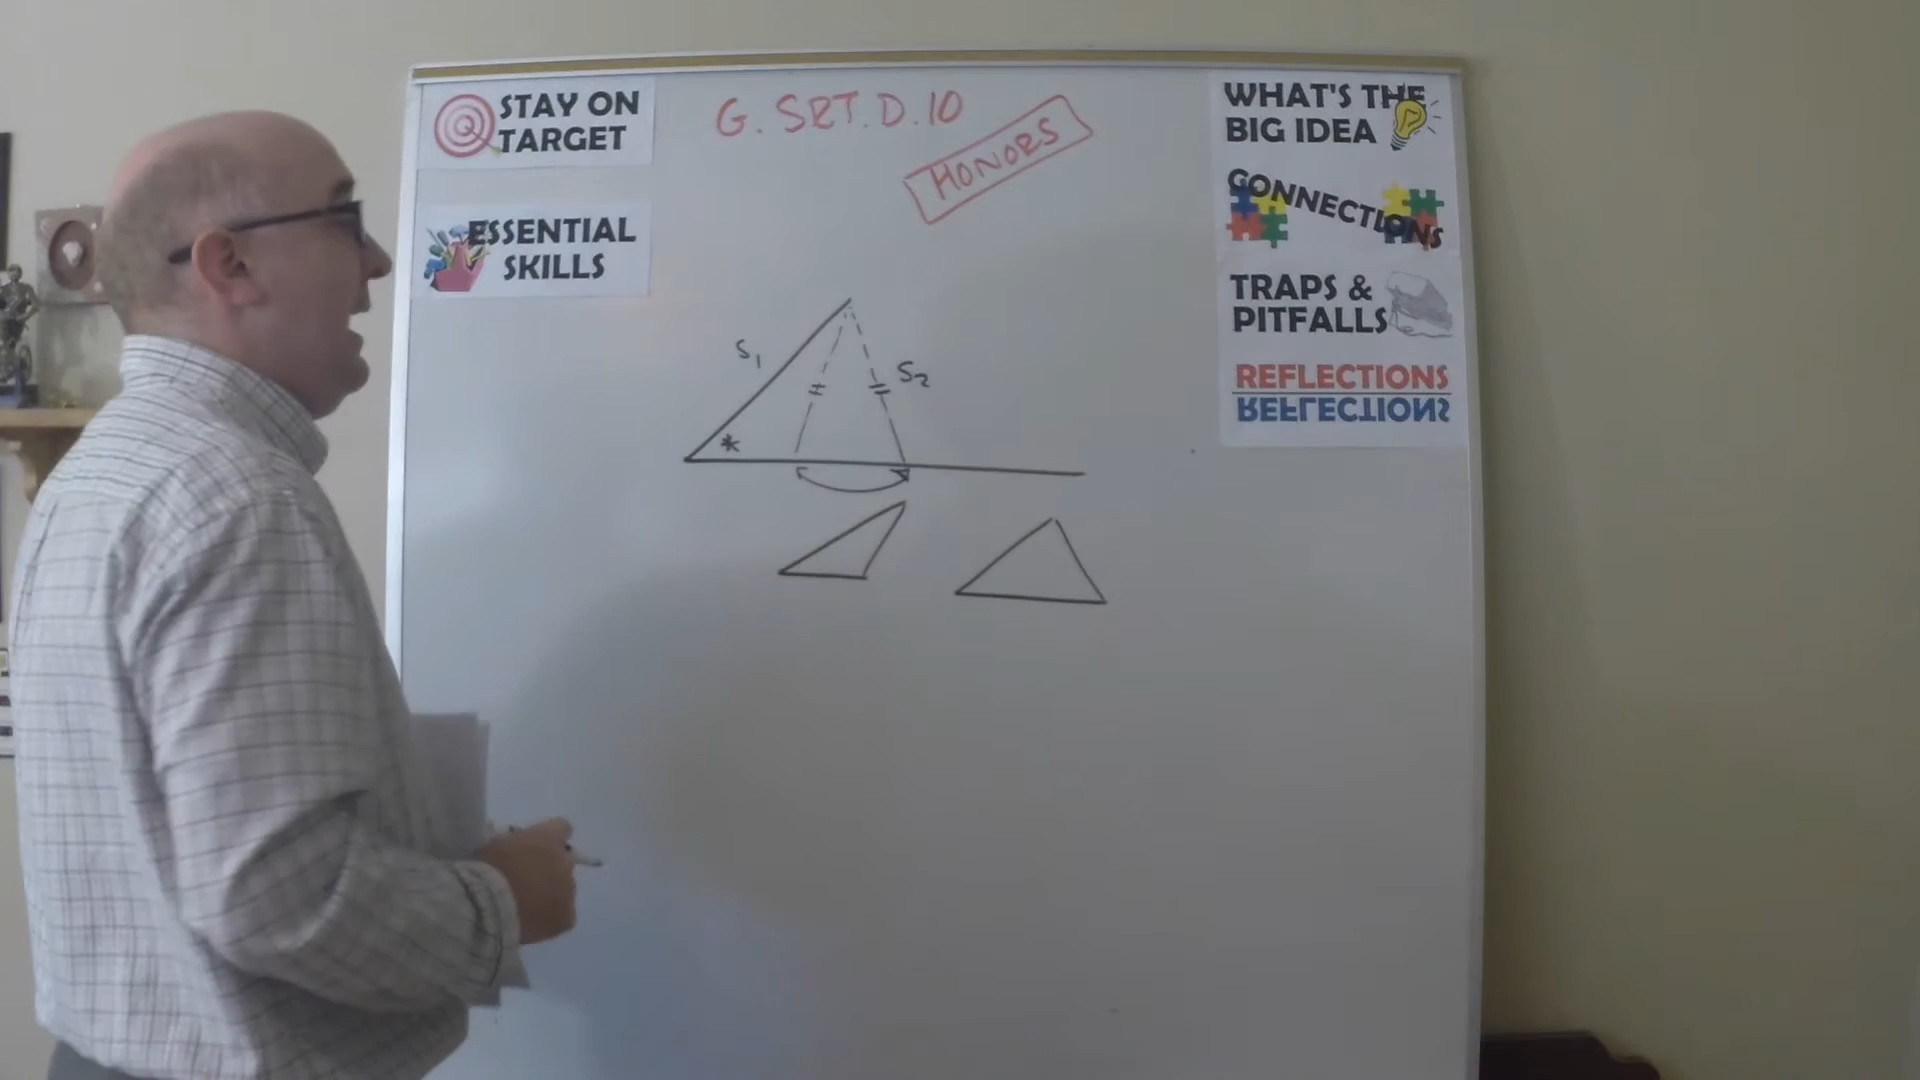 STAY ON
TARGET
ESSENTIAL
SKILLS
G. SRT. D. 10
HONORS
S1
S2
*
WHAT'S THE
BIG IDEA
CONNECTIONS
TRAPS &
PITFALLS
REFLECTIONS
REFLECTIONS